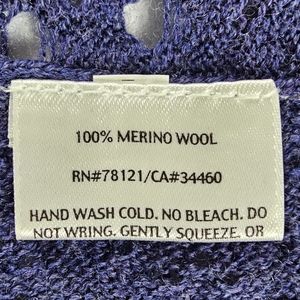 100% MERINO WOOL
RN#78121/CA#34460
HAND WASH COLD. NO BLEACH. DO
NOT WRING. GENTLY SQUEEZE. OR